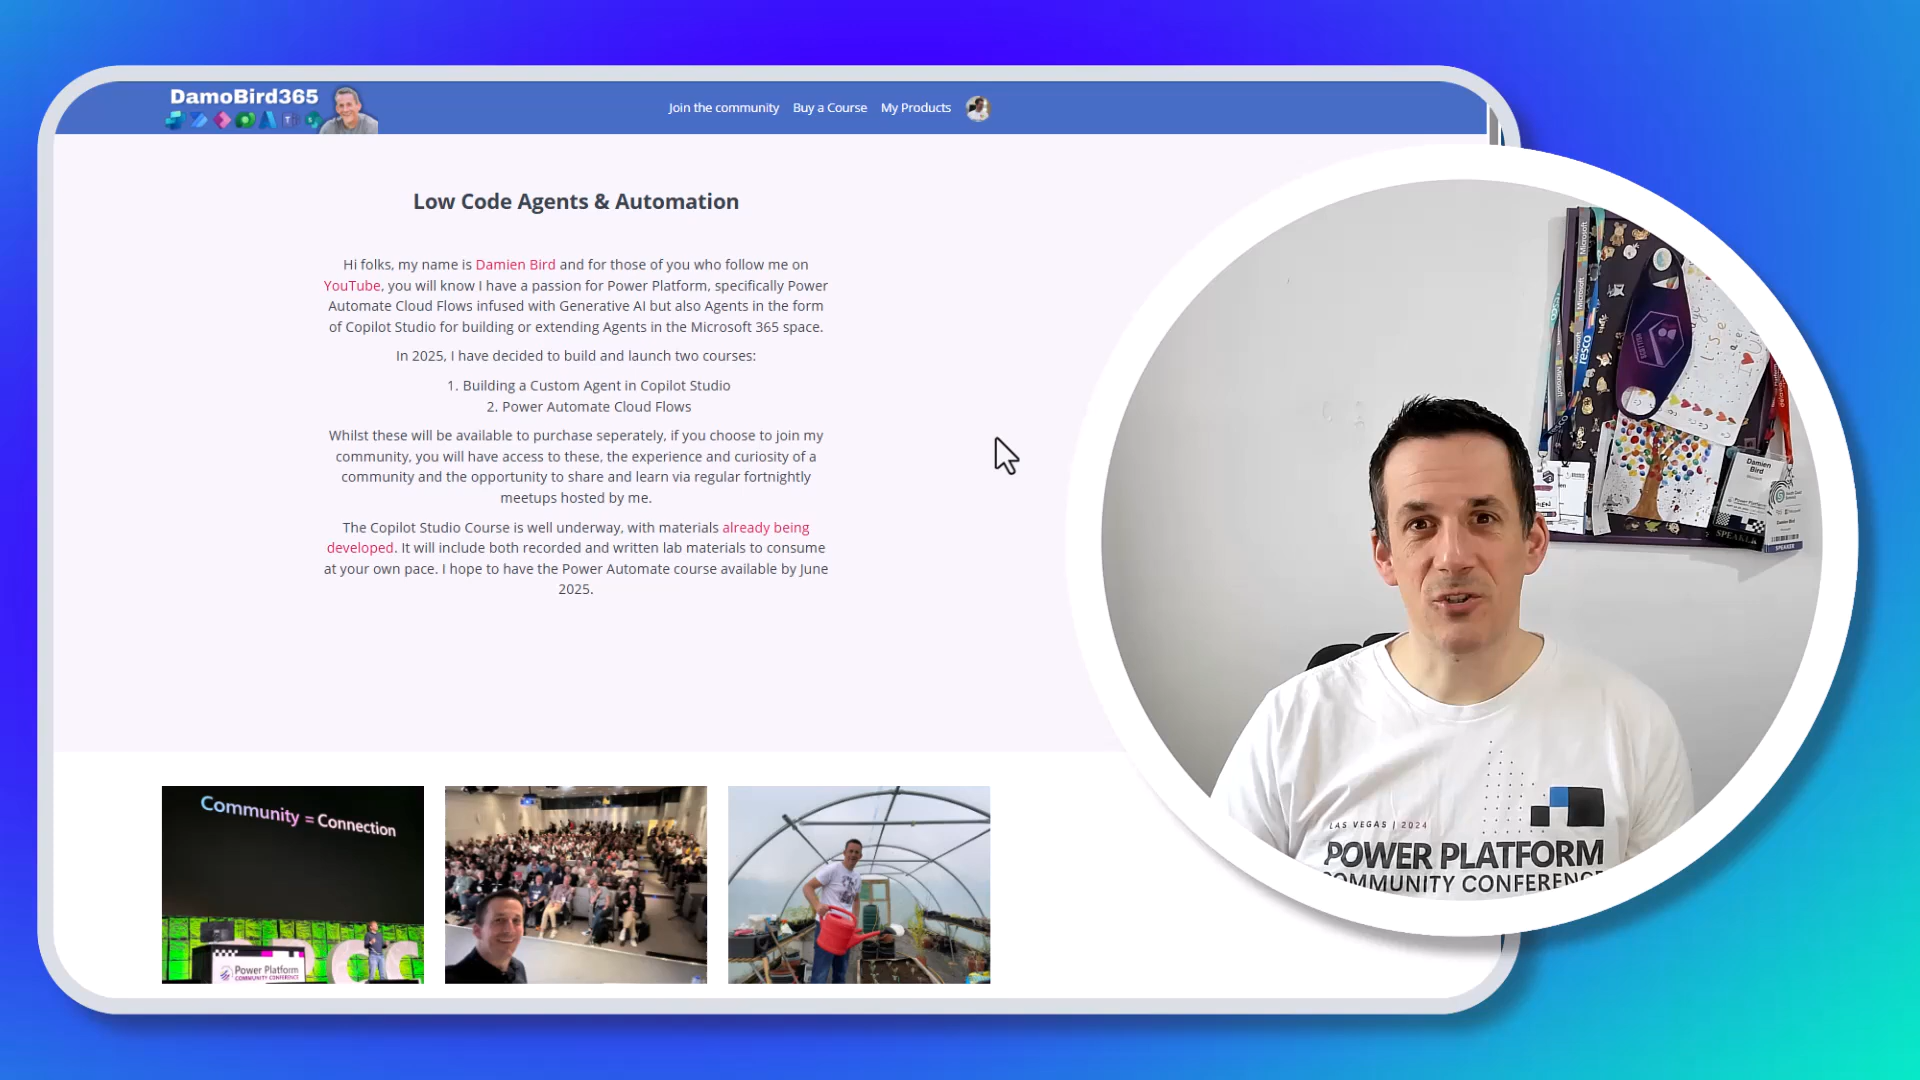 DamoBird365
Join the community
Buy a Course
My Products
Low Code Agents & Automation
Hi folks, my name is Damien Bird and for those of you who follow me on
YouTube, you will know I have a passion for Power Platform, specifically Power
Automate Cloud Flows infused with Generative AI but also Agents in the form
of Copilot Studio for building or extending Agents in the Microsoft 365 space.
In 2025, I have decided to build and launch two courses:
1. Building a Custom Agent in Copilot Studio
2. Power Automate Cloud Flows
Whilst these will be available to purchase seperately, if you choose to join my
community, you will have access to these, the experience and curiosity of a
community and the opportunity to share and learn via regular fortnightly
meetups hosted by me.
The Copilot Studio Course is well underway, with materials already being
developed. It will include both recorded and written lab materials to consume
at your own pace. I hope to have the Power Automate course available by June
2025.
Community = Connection
Power Platform
COMMUNITY CONFERENCE
Microsoft
Damien
Bird
SPEAKER
SPEAKER
LAS VEGAS | 2024
POWER PLATFORM
COMMUNITY CONFERENCE